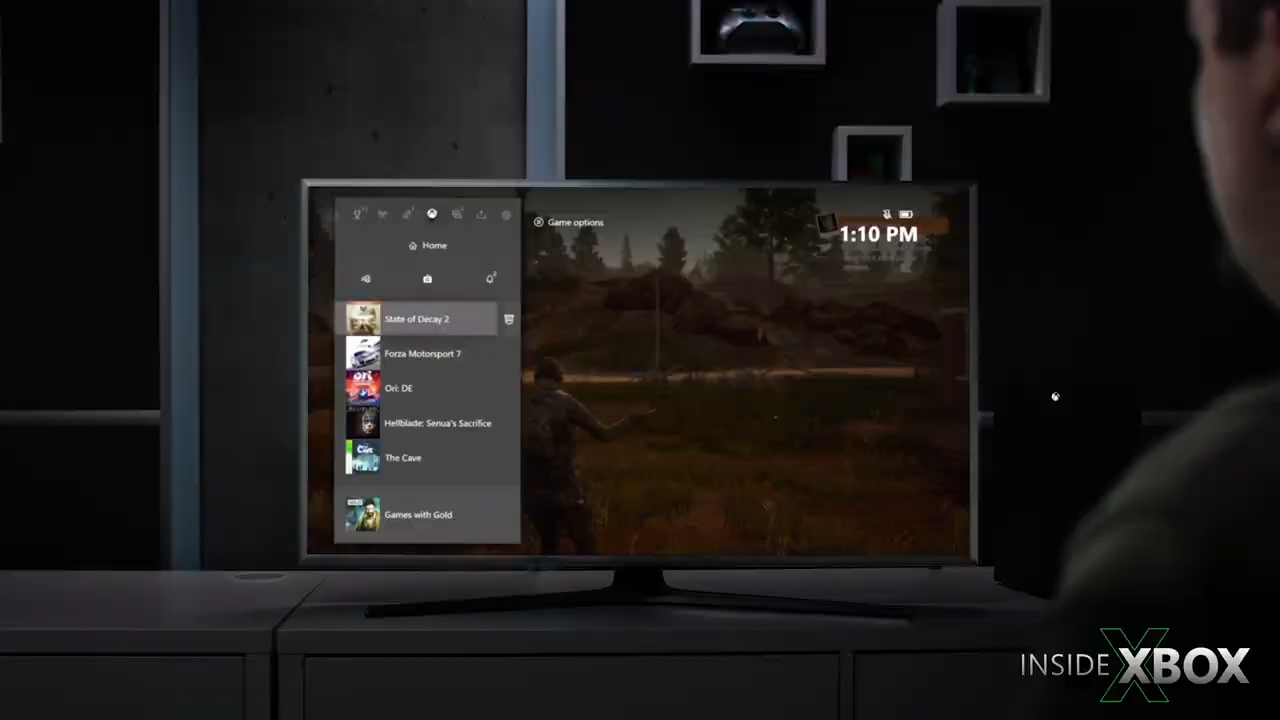 Game options
1:10 PM
Home
2
State of Decay 2
Forza Motorsport 7
Ori: DE
Hellblade: Senua's Sacrifice
The Cave
Games with Gold
INSIDE XBOX